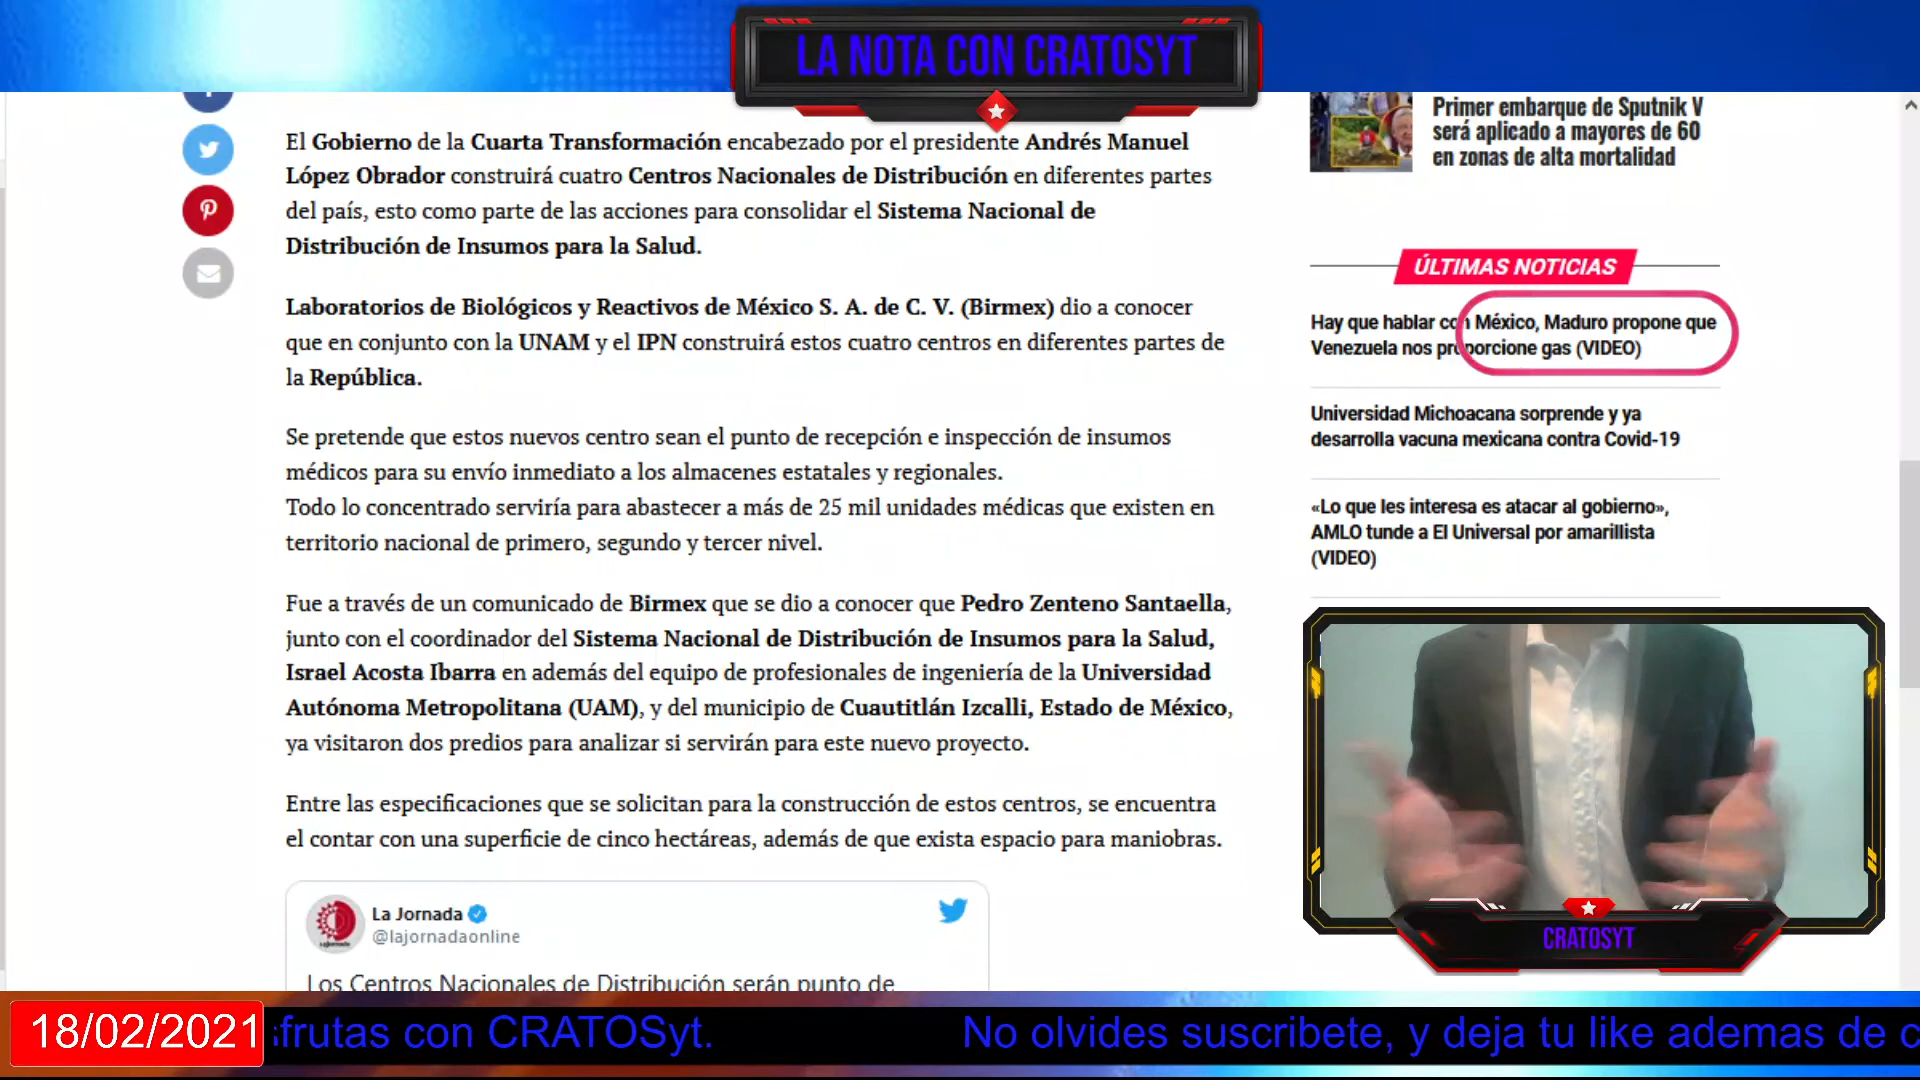 LA NOTA CON CRATOSYT
El Gobierno de la Cuarta Transformación encabezado por el presidente Andrés Manuel
López Obrador construirá cuatro Centros Nacionales de Distribución en diferentes partes
del país, esto como parte de las acciones para consolidar el Sistema Nacional de
Distribución de Insumos para la Salud.
Laboratorios de Biológicos y Reactivos de México S. A. de C. V. (Birmex) dio a conocer
que en conjunto con la UNAM y el IPN construirá estos cuatro centros en diferentes partes de
la República.
Se pretende que estos nuevos centro sean el punto de recepción e inspección de insumos
médicos para su envío inmediato a los almacenes estatales y regionales.
Todo lo concentrado serviría para abastecer a más de 25 mil unidades médicas que existen en
territorio nacional de primero, segundo y tercer nivel.
Fue a través de un comunicado de Birmex que se dio a conocer que Pedro Zenteno Santaella,
junto con el coordinador del Sistema Nacional de Distribución de Insumos para la Salud,
Israel Acosta Ibarra en además del equipo de profesionales de ingeniería de la Universidad
Autónoma Metropolitana (UAM), y del municipio de Cuautitlán Izcalli, Estado de México,
ya visitaron dos predios para analizar si servirán para este nuevo proyecto.
Entre las especificaciones que se solicitan para la construcción de estos centros, se encuentra
el contar con una superficie de cinco hectáreas, además de que exista espacio para maniobras.
La Jornada
@lajornadaonline
Los Centros Nacionales de Distribución serán punto de
Primer embarque de Sputnik V
será aplicado a mayores de 60
en zonas de alta mortalidad
ÚLTIMAS NOTICIAS
Hay que hablar con México, Maduro propone que
Venezuela nos proporcione gas (VIDEO)
Universidad Michoacana sorprende y ya
desarrolla vacuna mexicana contra Covid-19
«Lo que les interesa es atacar al gobierno»,
AMLO tunde a El Universal por amarillista
(VIDEO)
CRATOSYT
18/02/2021
sfrutas con CRATOSyt. No olvides suscribete, y deja tu like ademas de c